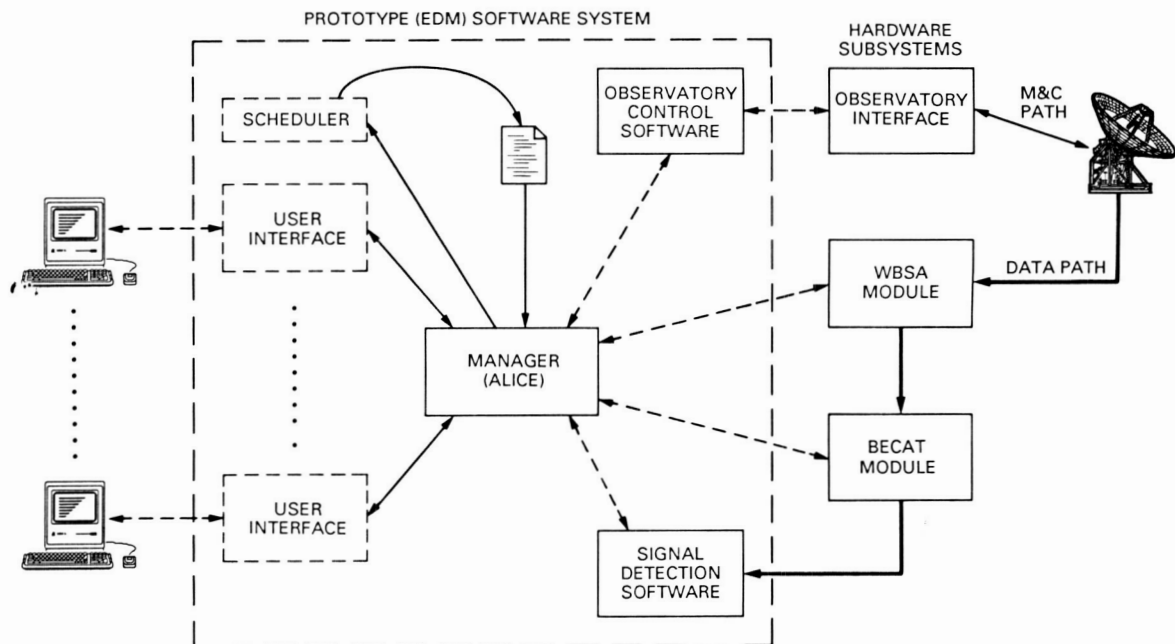 PROTOTYPE (EDM) SOFTWARE SYSTEM
HARDWARE
SUBSYSTEMS
SCHEDULER
OBSERVATORY
CONTROL
SOFTWARE
OBSERVATORY
INTERFACE
M&C
PATH
USER
INTERFACE
WBSA
MODULE
DATA PATH
MANAGER
(ALICE)
BECAT
MODULE
USER
INTERFACE
SIGNAL
DETECTION
SOFTWARE